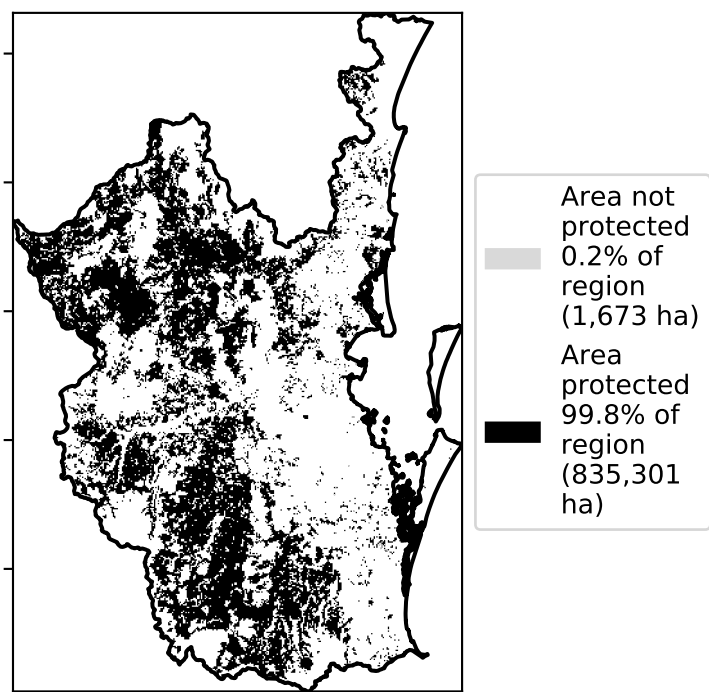 Area not
protected
0.2% of
region
(1,673 ha)
Area
protected
99.8% of
region
(835,301
ha)